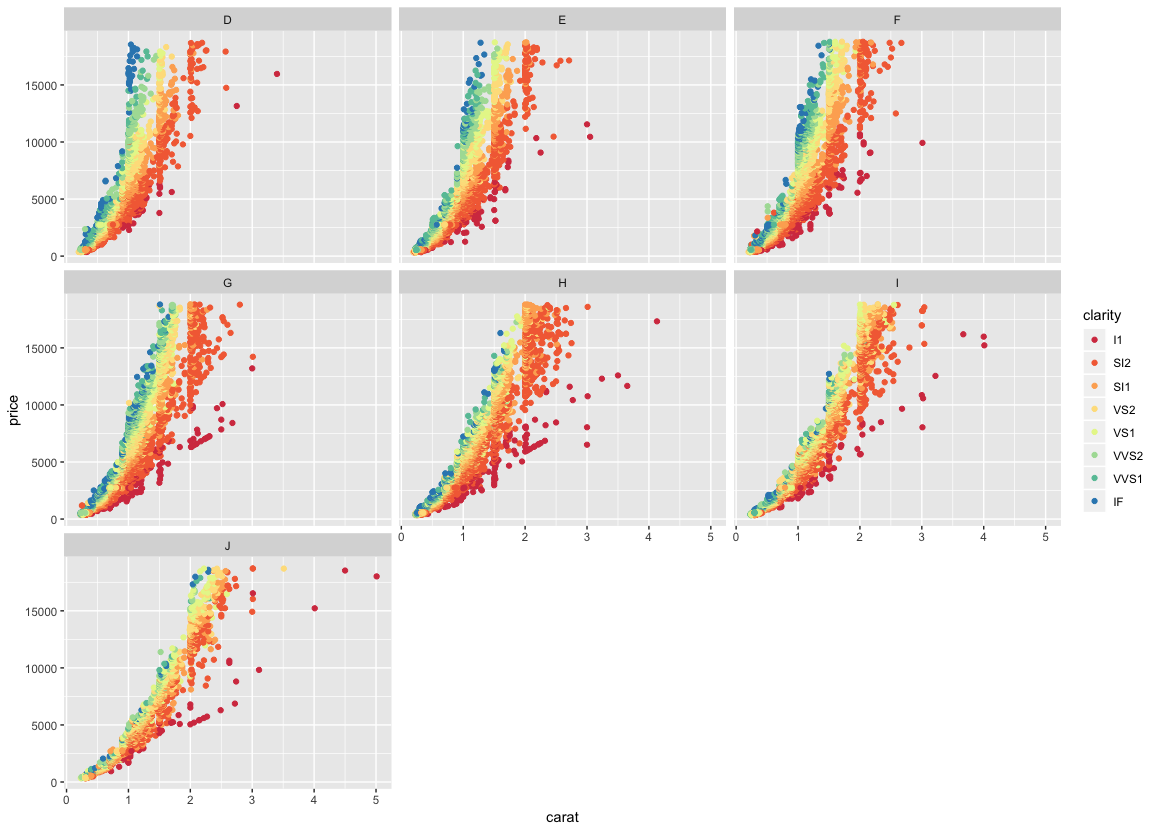 D
E
F
15000
10000
5000
0
G
H
I
15000
10000
5000
0
0 1 2 3 4 5
0 1 2 3 4 5
J
15000
10000
5000
0
0 1 2 3 4 5
price
carat
clarity
I1
SI2
SI1
VS2
VS1
VVS2
VVS1
IF